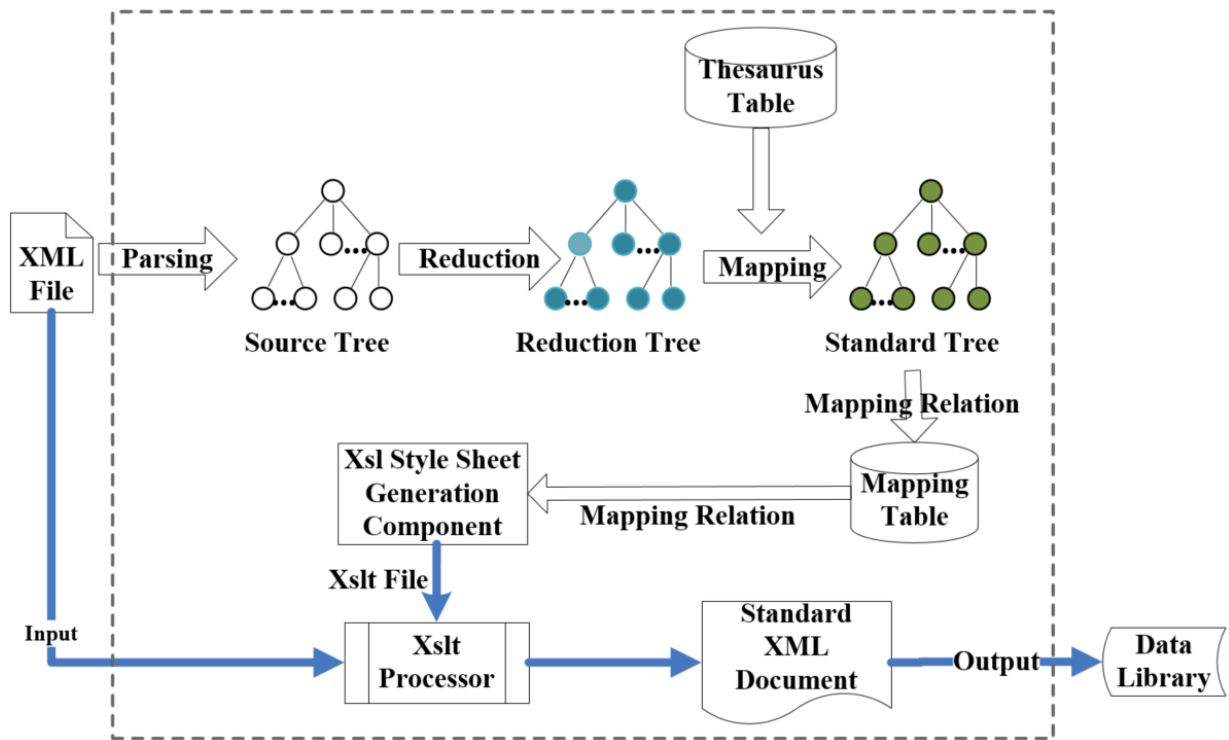 Thesaurus
Table
XML
File
Parsing
Reduction
Mapping
Source Tree
Reduction Tree
Standard Tree
Mapping Relation
Mapping
Table
Mapping Relation
Xsl Style Sheet
Generation
Component
Xslt File
Input
Xslt
Processor
Standard
XML
Document
Output
Data
Library